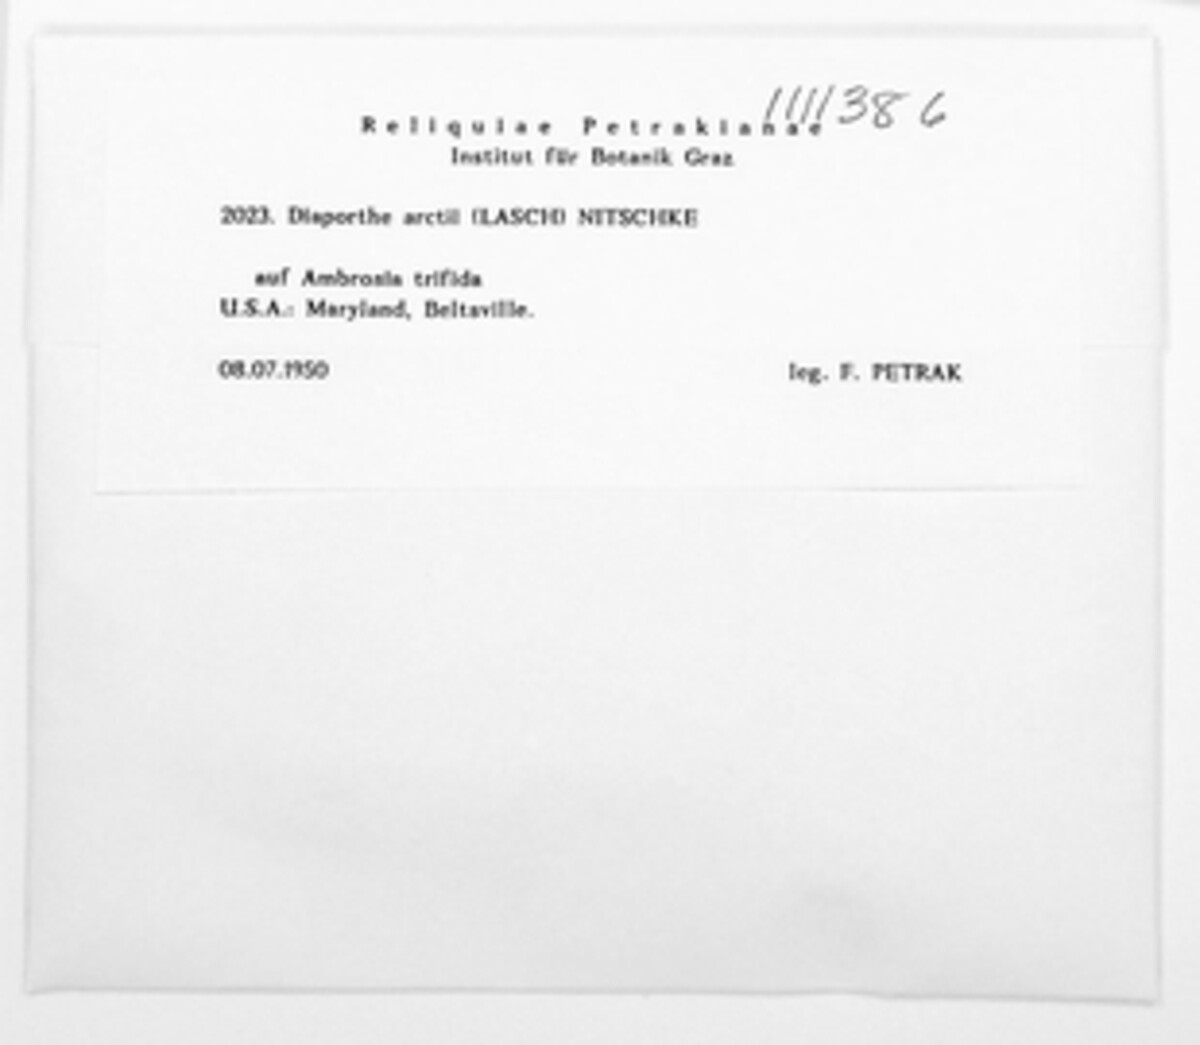 1111386
Reliquiae Petrakianae
Institut für Botanik Graz
2023. Diaporthe arctii (LASCH) NITSCHKE
auf Ambrosia trifida
U.S.A.: Maryland, Beltsville.
08.07.1950 leg. F. PETRAK